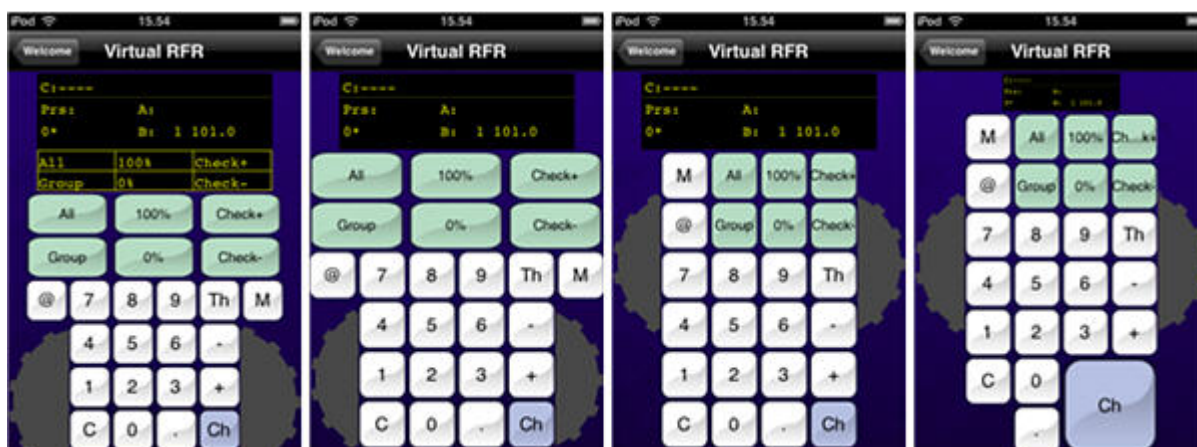 iPod 15.54
Welcome Virtual RFR
C:----
Prs: A:
0* B: 1 101.0
All 100% Check+
Group 0% Check-
All 100% Check+
Group 0% Check-
@ 7 8 9 Th M
4 5 6 -
1 2 3 +
C 0 . Ch
iPod 15.54
Welcome Virtual RFR
C:----
Prs: A:
0* B: 1 101.0
All 100% Check+
Group 0% Check-
@ 7 8 9 Th M
4 5 6 -
1 2 3 +
C 0 . Ch
iPod 15.54
Welcome Virtual RFR
C:----
Prs: A:
0* B: 1 101.0
M All 100% Check+
@ Group 0% Check-
7 8 9 Th
4 5 6 -
1 2 3 +
C 0 . Ch
iPod 15.54
Welcome Virtual RFR
C:----
Prs: A:
0* B: 1 101.0
M All 100% Ch...k+
@ Group 0% Check-
7 8 9 Th
4 5 6 -
1 2 3 +
C 0 Ch
.